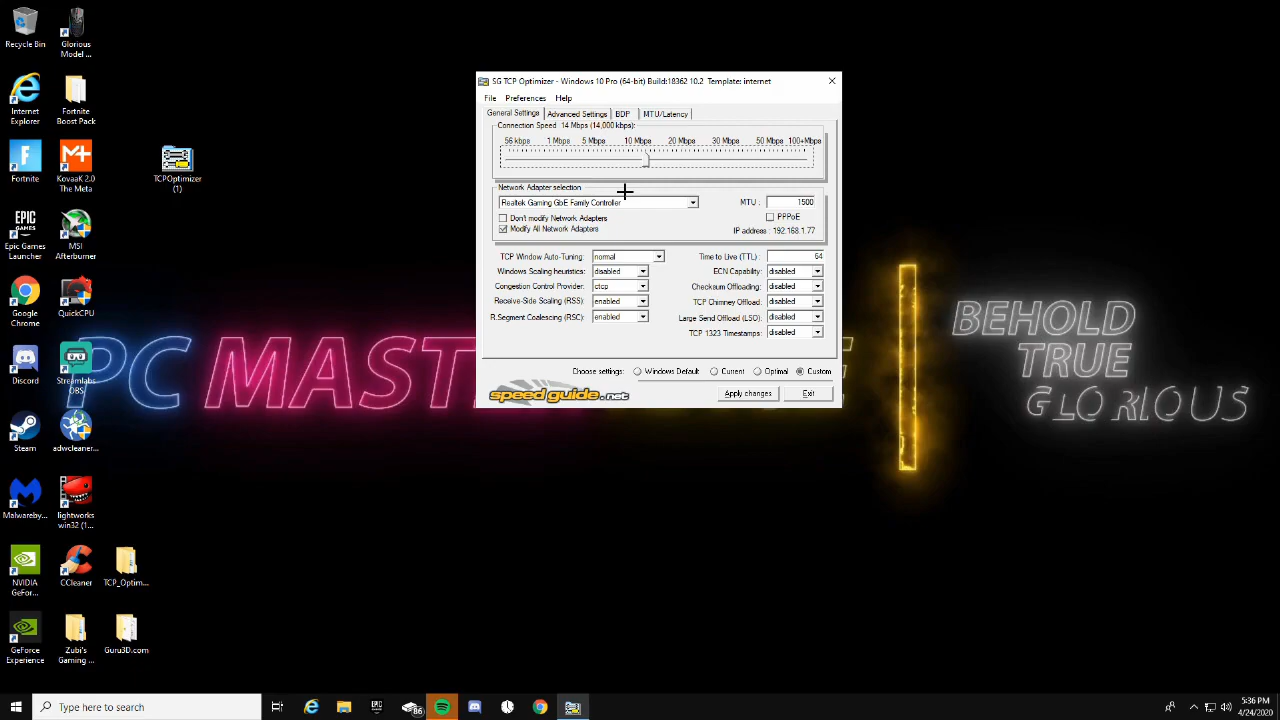 Recycle Bin
Glorious
Model ...
Internet
Explorer
Fortnite
Boost Pack
Fortnite
KovaaK 2.0
The Meta
TCPOptimizer
(1)
EPIC
GAMES
Epic Games
Launcher
MSI
Afterburner
Google
Chrome
QuickCPU
Discord
Streamlabs
OBS
Steam
adwcleaner...
Malwareby...
lightworks
win32 (1...
NVIDIA
GeFor...
CCleaner
TCP_Optim...
GeForce
Experience
Zubi's
Gaming ...
Guru3D.com
SG TCP Optimizer - Windows 10 Pro (64-bit) Build:18362 10.2 Template: internet
File Preferences Help
General Settings Advanced Settings BDP MTU/Latency
Connection Speed 14 Mbps (14,000 kbps):
56 kbps 1 Mbps 5 Mbps 10 Mbps 20 Mbps 30 Mbps 50 Mbps 100+Mbps
Network Adapter selection
Realtek Gaming GbE Family Controller
MTU : 1500
Don't modify Network Adapters
PPPoE
Modify All Network Adapters
IP address : 192.168.1.77
TCP Window Auto-Tuning: normal
Time to Live (TTL) : 64
Windows Scaling heuristics: disabled
ECN Capability: disabled
Congestion Control Provider: ctcp
Checksum Offloading: disabled
Receive-Side Scaling (RSS): enabled
TCP Chimney Offload: disabled
R.Segment Coalescing (RSC): enabled
Large Send Offload (LSO): disabled
TCP 1323 Timestamps: disabled
Choose settings: Windows Default Current Optimal Custom
speedguide.net
Apply changes Exit
PC MAST
BEHOLD
TRUE
GLORIOUS
Type here to search
EPIC
86
5:36 PM
4/24/2020